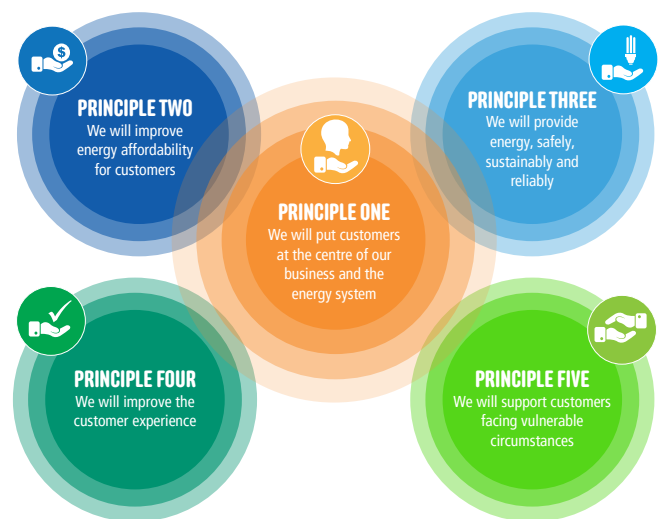 PRINCIPLE TWO
We will improve
energy affordability
for customers
PRINCIPLE THREE
We will provide
energy, safely,
sustainably and
reliably
PRINCIPLE ONE
We will put customers
at the centre of our
business and the
energy system
PRINCIPLE FOUR
We will improve the
customer experience
PRINCIPLE FIVE
We will support customers
facing vulnerable
circumstances
$